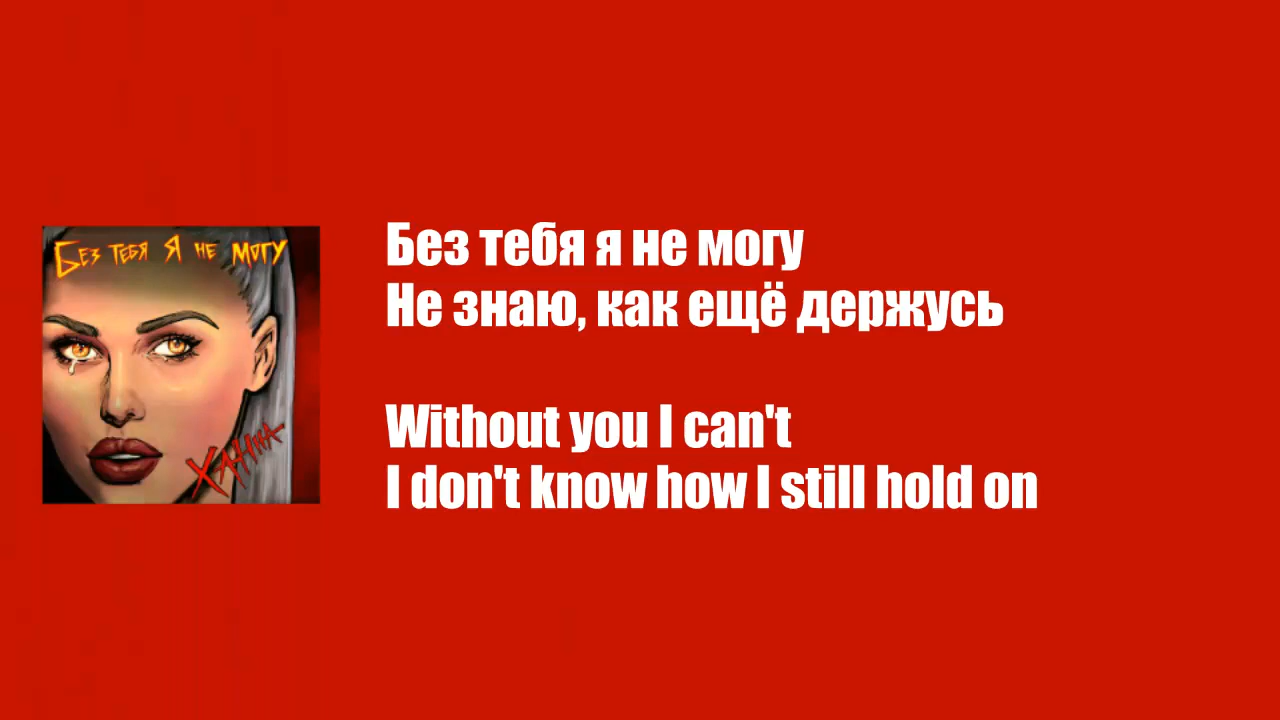 Без тебя я не могу
Ханна
Без тебя я не могу
Не знаю, как ещё держусь
Without you I can't
I don't know how I still hold on